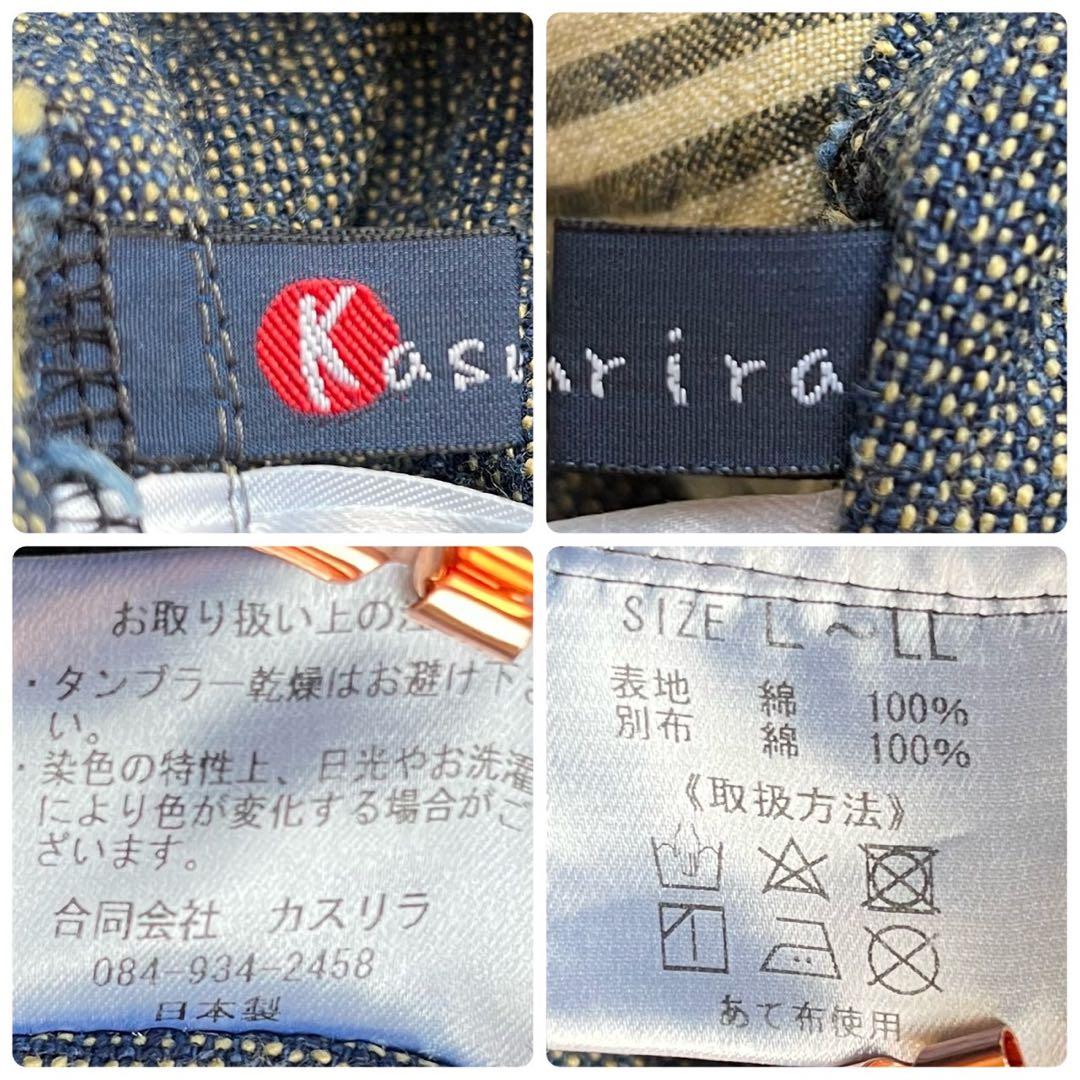 Kasu
rira
お取り扱い上の注
・タンブラー乾燥はお避け下さ
い。
・染色の特性上、日光やお洗濯
により色が変化する場合がご
ざいます。
合同会社 カスリラ
084-934-2458
日本製
SIZE L～LL
表地 綿 100%
別布 綿 100%
《取扱方法》
あて布使用